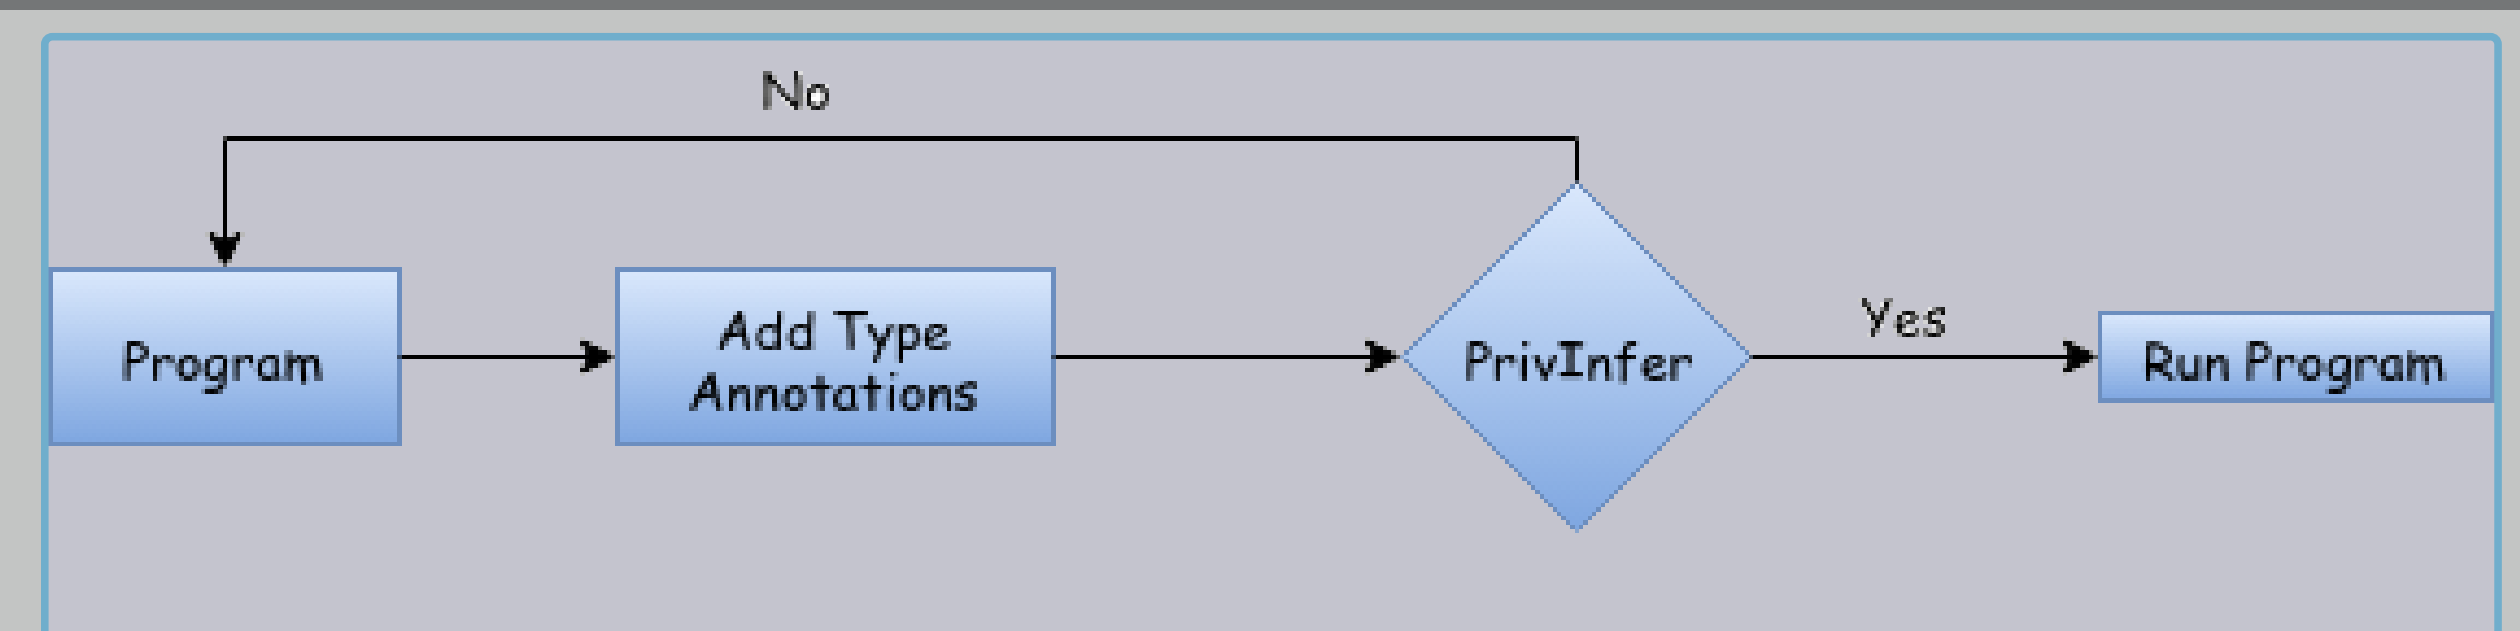 No
Program
Add Type
Annotations
PrivInfer
Yes
Run Program